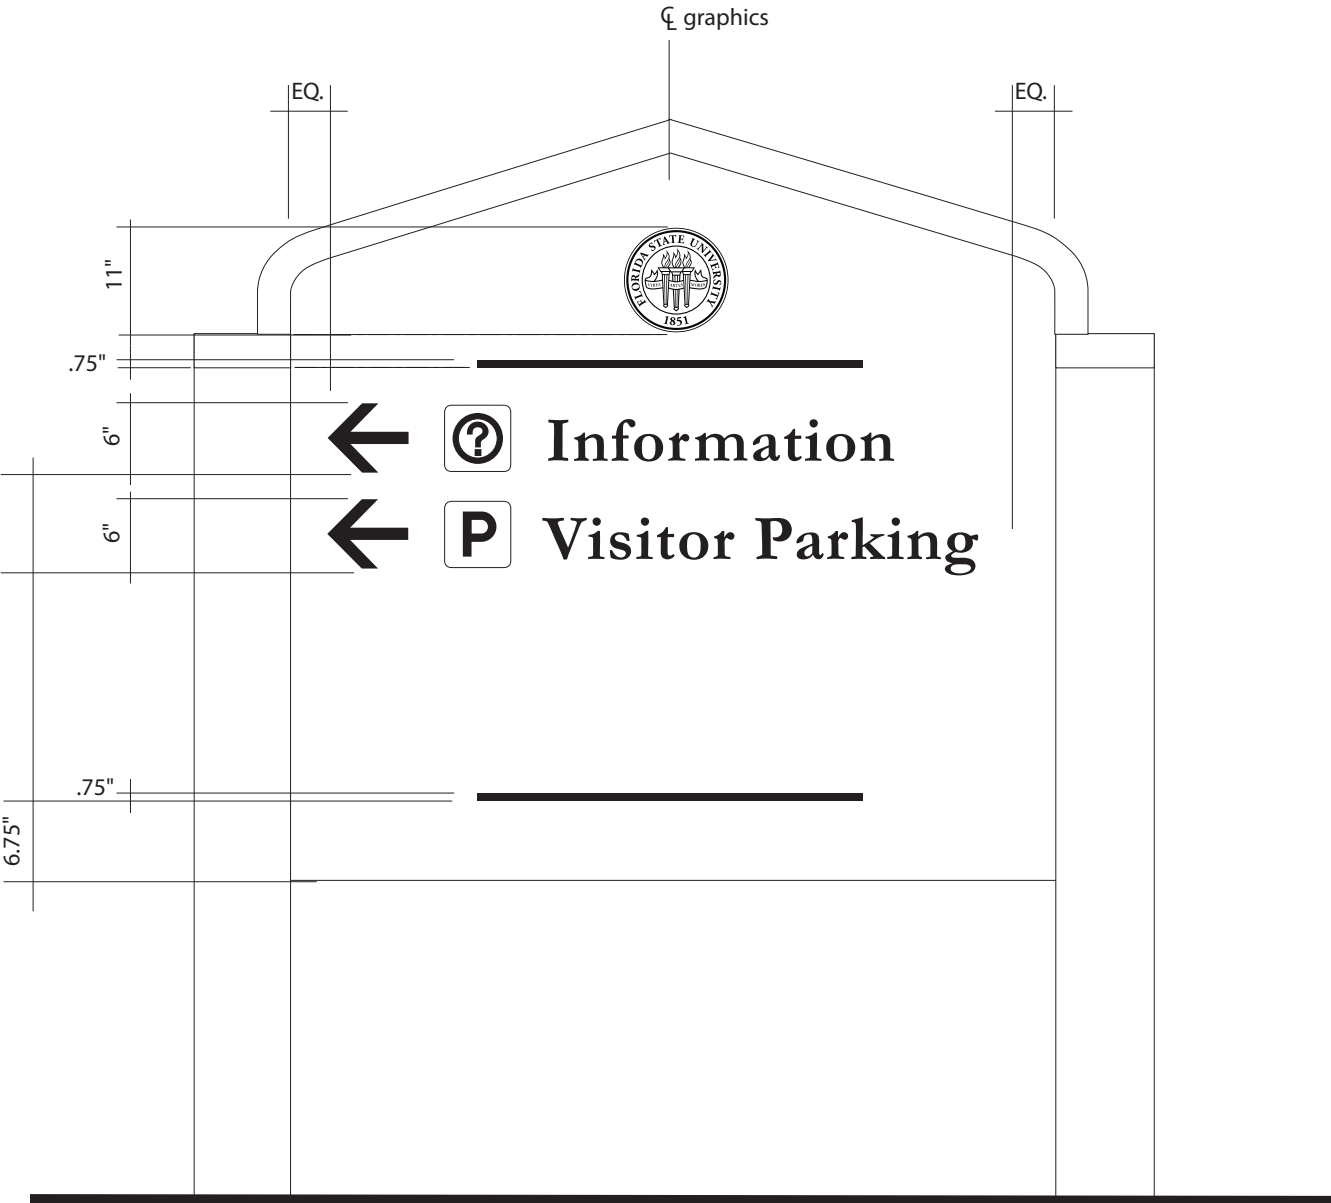 ℄ graphics
EQ.
EQ.
11"
FLORIDA STATE UNIVERSITY
1851
.75"
6"
? Information
6"
P Visitor Parking
.75"
6.75"